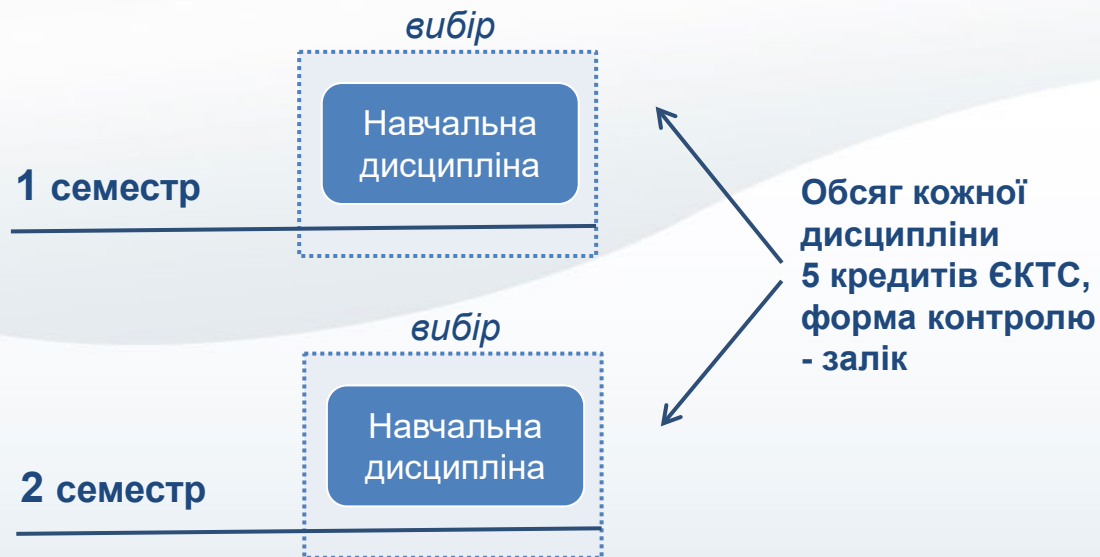 вибір
Навчальна
дисципліна
1 семестр
Обсяг кожної
дисципліни
5 кредитів ЄКТС,
форма контролю
- залік
вибір
Навчальна
дисципліна
2 семестр